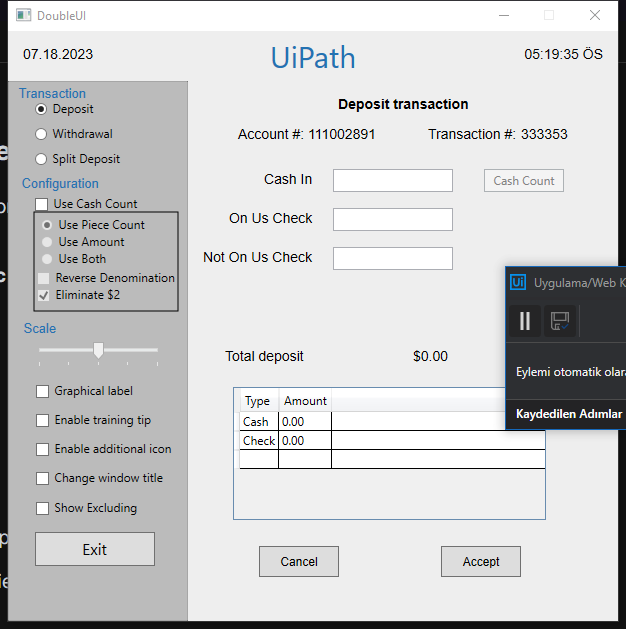 DoubleUI
07.18.2023
UiPath
05:19:35 ÖS
Transaction
Deposit
Withdrawal
Split Deposit
Configuration
Use Cash Count
Use Piece Count
Use Amount
Use Both
Reverse Denomination
Eliminate $2
Scale
Graphical label
Enable training tip
Enable additional icon
Change window title
Show Excluding
Exit
Deposit transaction
Account #: 111002891 Transaction #: 333353
Cash In
Cash Count
On Us Check
Not On Us Check
Total deposit $0.00
Type Amount
Cash 0.00
Check 0.00
Cancel Accept
Ui Uygulama/Web K
Eylemi otomatik olara
Kaydedilen Adımlar